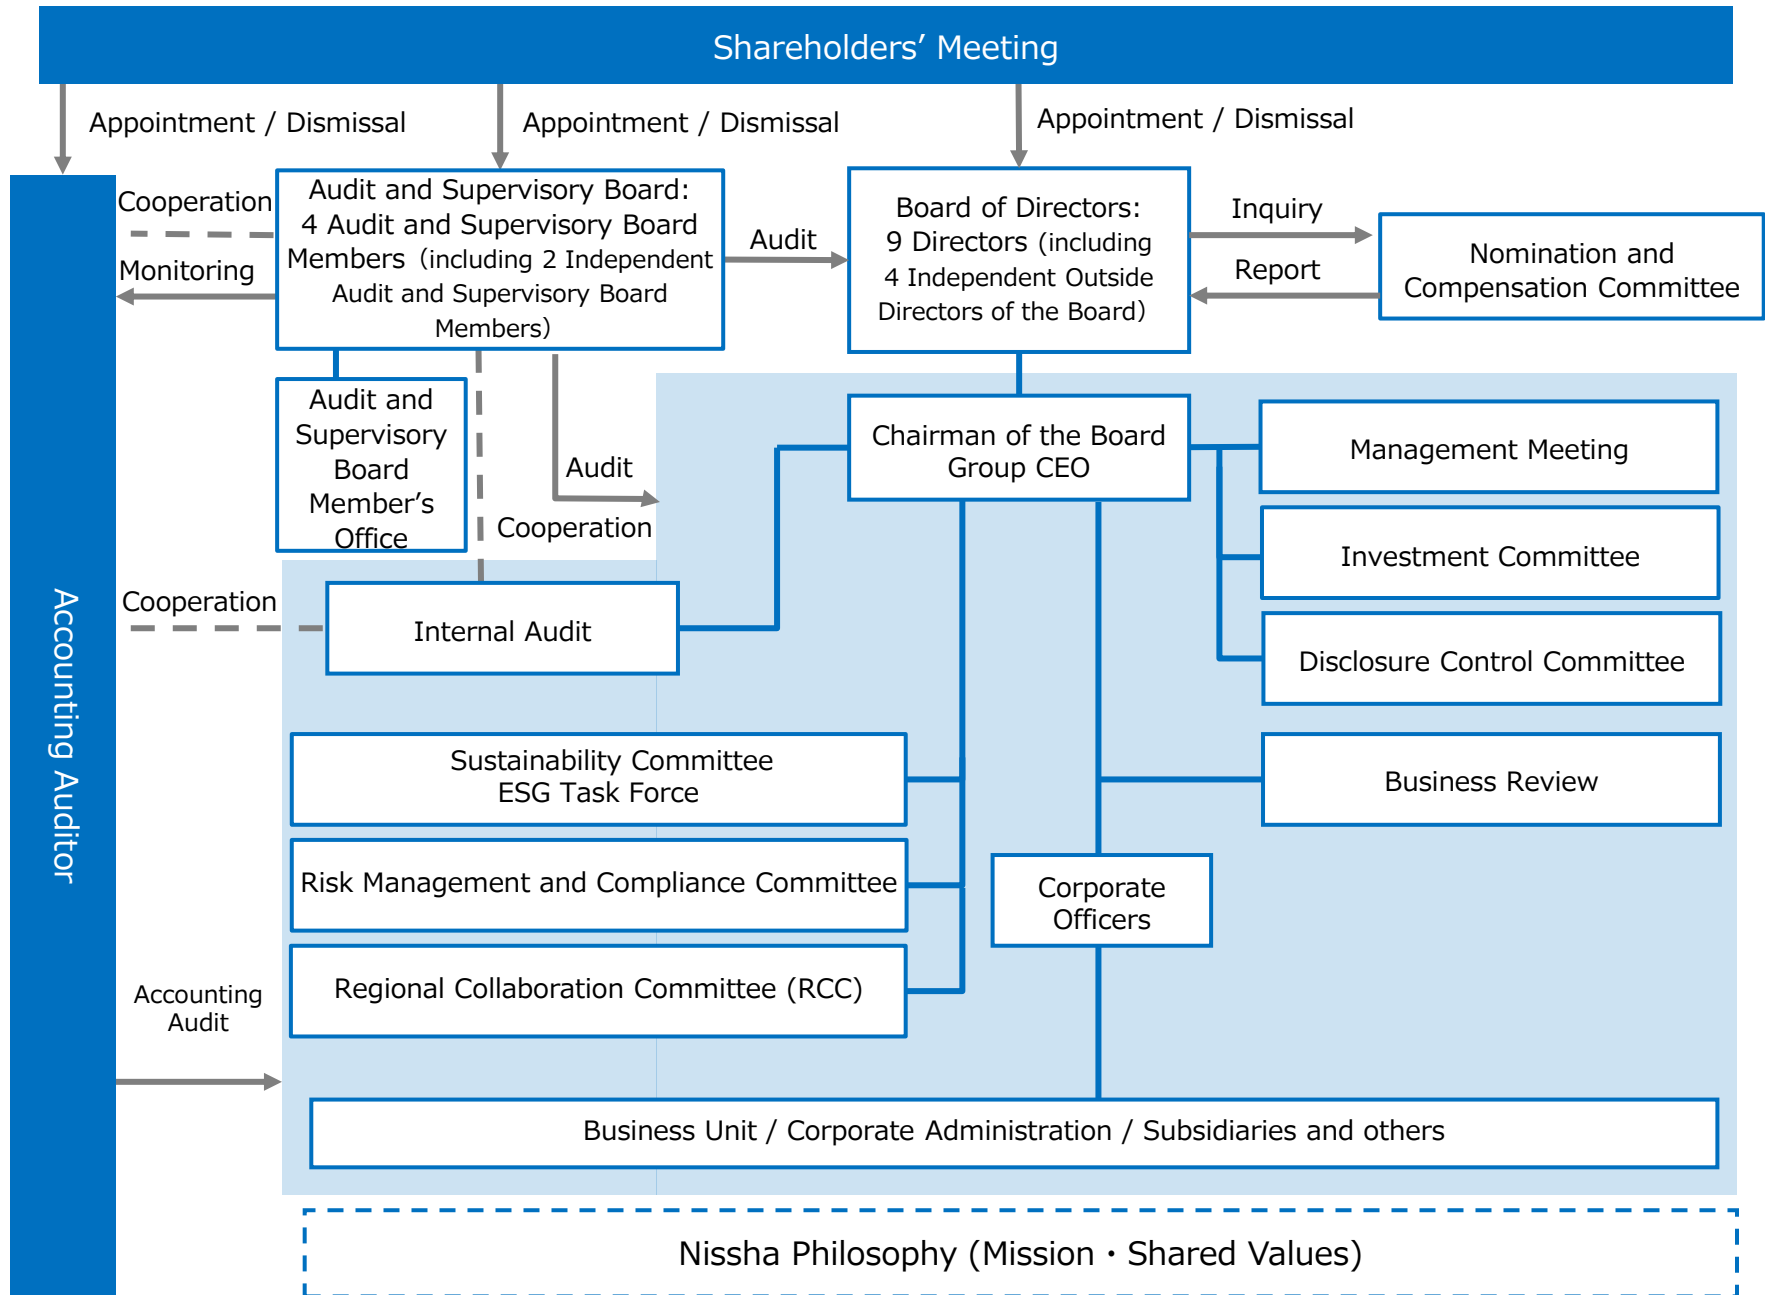 Shareholders’ Meeting
Appointment / Dismissal
Appointment / Dismissal
Appointment / Dismissal
Cooperation
Monitoring
Audit and Supervisory Board:
4 Audit and Supervisory Board
Members（including 2 Independent
Audit and Supervisory Board
Members）
Audit
Board of Directors:
9 Directors (including
4 Independent Outside
Directors of the Board）
Inquiry
Report
Nomination and
Compensation Committee
Audit and
Supervisory
Board
Member’s
Office
Audit
Cooperation
Chairman of the Board
Group CEO
Management Meeting
Investment Committee
Disclosure Control Committee
Cooperation
Internal Audit
Accounting Auditor
Sustainability Committee
ESG Task Force
Business Review
Risk Management and Compliance Committee
Corporate
Officers
Regional Collaboration Committee (RCC)
Accounting
Audit
Business Unit / Corporate Administration / Subsidiaries and others
Nissha Philosophy (Mission・Shared Values)